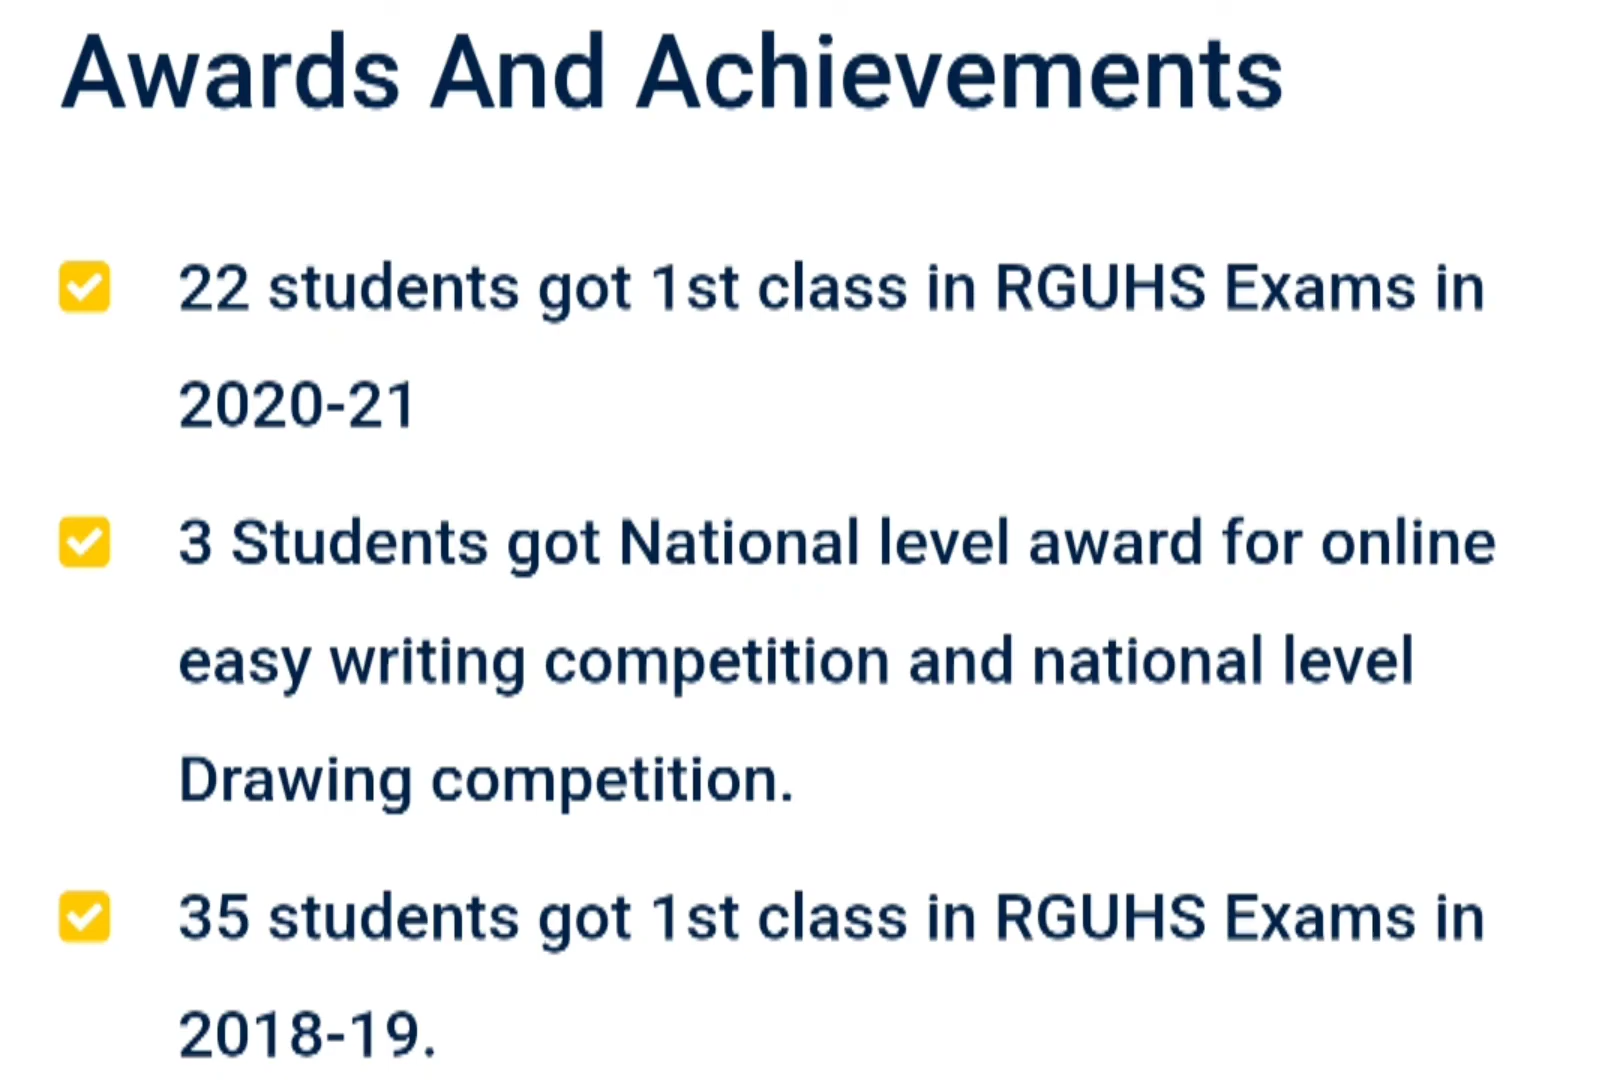 Awards And Achievements
22 students got 1st class in RGUHS Exams in
2020-21
3 Students got National level award for online
easy writing competition and national level
Drawing competition.
35 students got 1st class in RGUHS Exams in
2018-19.